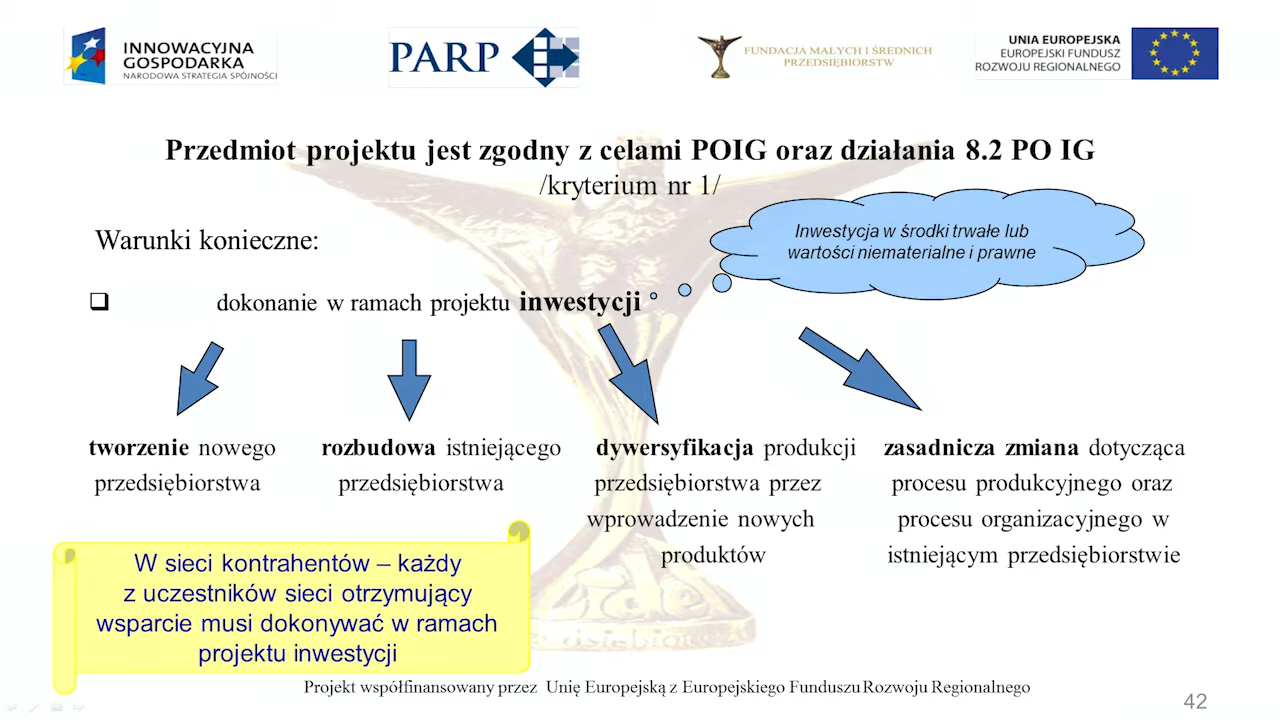 INNOWACYJNA
GOSPODARKA
NARODOWA STRATEGIA SPÓJNOŚCI
PARP
FUNDACJA MAŁYCH I ŚREDNICH
PRZEDSIĘBIORSTW
UNIA EUROPEJSKA
EUROPEJSKI FUNDUSZ
ROZWOJU REGIONALNEGO
Przedmiot projektu jest zgodny z celami POIG oraz działania 8.2 PO IG
/kryterium nr 1/
Inwestycja w środki trwałe lub
wartości niematerialne i prawne
Warunki konieczne:
dokonanie w ramach projektu inwestycji
tworzenie nowego
przedsiębiorstwa
rozbudowa istniejącego
przedsiębiorstwa
dywersyfikacja produkcji
przedsiębiorstwa przez
wprowadzenie nowych
produktów
zasadnicza zmiana dotycząca
procesu produkcyjnego oraz
procesu organizacyjnego w
istniejącym przedsiębiorstwie
W sieci kontrahentów – każdy
z uczestników sieci otrzymujący
wsparcie musi dokonywać w ramach
projektu inwestycji
Projekt współfinansowany przez Unię Europejską z Europejskiego Funduszu Rozwoju Regionalnego
42